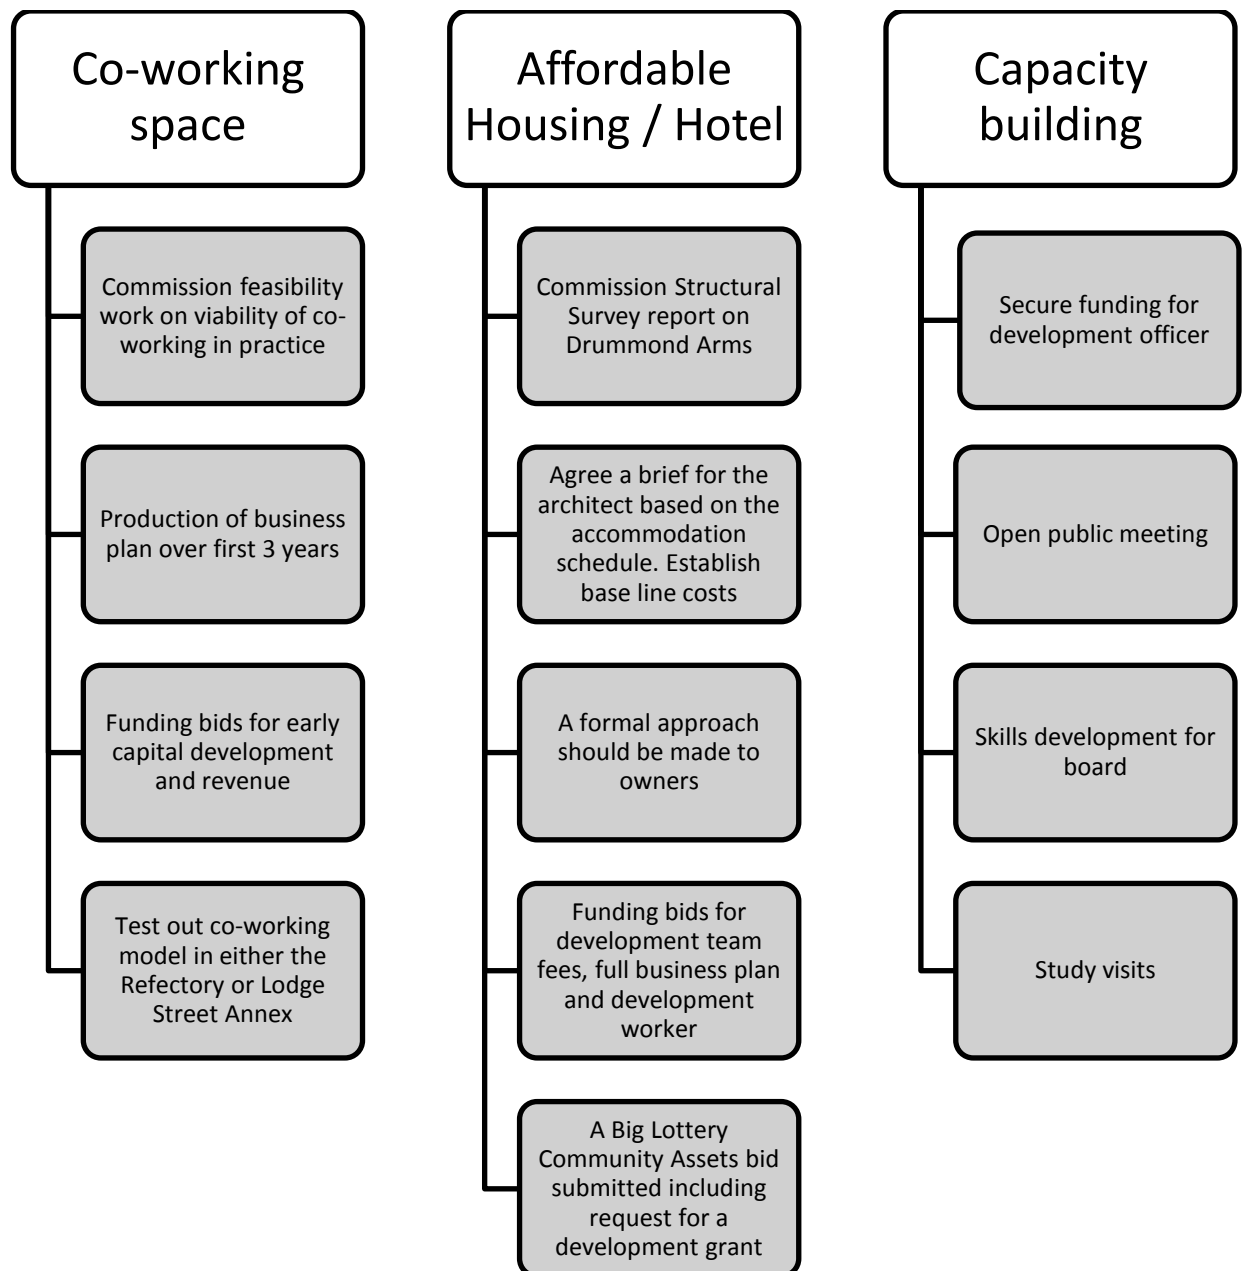 Co-working
space
Commission feasibility
work on viability of co-
working in practice
Production of business
plan over first 3 years
Funding bids for early
capital development
and revenue
Test out co-working
model in either the
Refectory or Lodge
Street Annex
Affordable
Housing / Hotel
Commission Structural
Survey report on
Drummond Arms
Agree a brief for the
architect based on the
accommodation
schedule. Establish
base line costs
A formal approach
should be made to
owners
Funding bids for
development team
fees, full business plan
and development
worker
A Big Lottery
Community Assets bid
submitted including
request for a
development grant
Capacity
building
Secure funding for
development officer
Open public meeting
Skills development for
board
Study visits